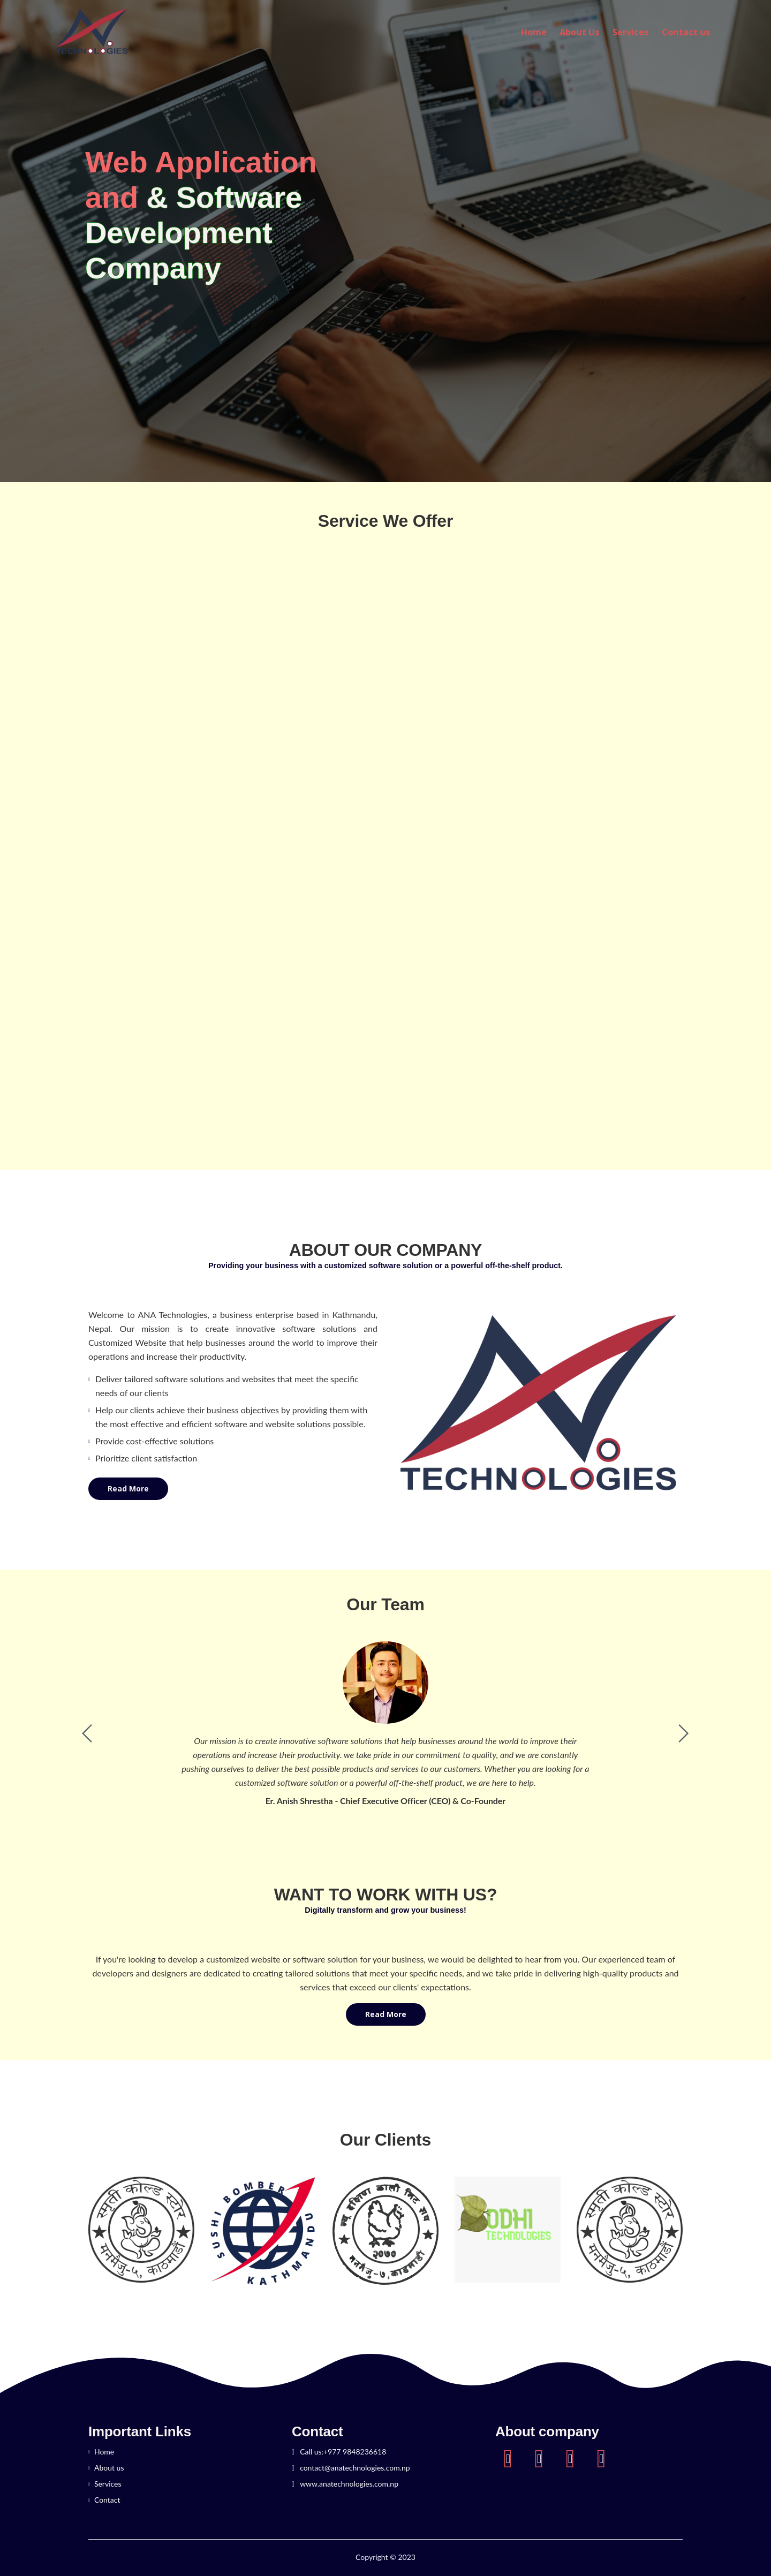 TECHNOLOGIES
Home About Us Services Contact us
Web Application
and & Software
Development
Company
Service We Offer
ABOUT OUR COMPANY
Providing your business with a customized software solution or a powerful off-the-shelf product.
Welcome to ANA Technologies, a business enterprise based in Kathmandu,
Nepal. Our mission is to create innovative software solutions and
Customized Website that help businesses around the world to improve their
operations and increase their productivity.
Deliver tailored software solutions and websites that meet the specific
needs of our clients
Help our clients achieve their business objectives by providing them with
the most effective and efficient software and website solutions possible.
Provide cost-effective solutions
Prioritize client satisfaction
Read More
TECHNOLOGIES
Our Team
Our mission is to create innovative software solutions that help businesses around the world to improve their
operations and increase their productivity. we take pride in our commitment to quality, and we are constantly
pushing ourselves to deliver the best possible products and services to our customers. Whether you are looking for a
customized software solution or a powerful off-the-shelf product, we are here to help.
Er. Anish Shrestha - Chief Executive Officer (CEO) & Co-Founder
WANT TO WORK WITH US?
Digitally transform and grow your business!
If you're looking to develop a customized website or software solution for your business, we would be delighted to hear from you. Our experienced team of
developers and designers are dedicated to creating tailored solutions that meet your specific needs, and we take pride in delivering high-quality products and
services that exceed our clients' expectations.
Read More
Our Clients
स्मृती कोल्ड स्टोर
मनमैजु-५, काठमाडौं
SUSHI BOMBER
KATHMANDU
२०७०
ODHI
TECHNOLOGIES
स्मृती कोल्ड स्टोर
मनमैजु-५, काठमाडौं
Important Links
Home
About us
Services
Contact
Contact
Call us:+977 9848236618
contact@anatechnologies.com.np
www.anatechnologies.com.np
About company
Copyright © 2023